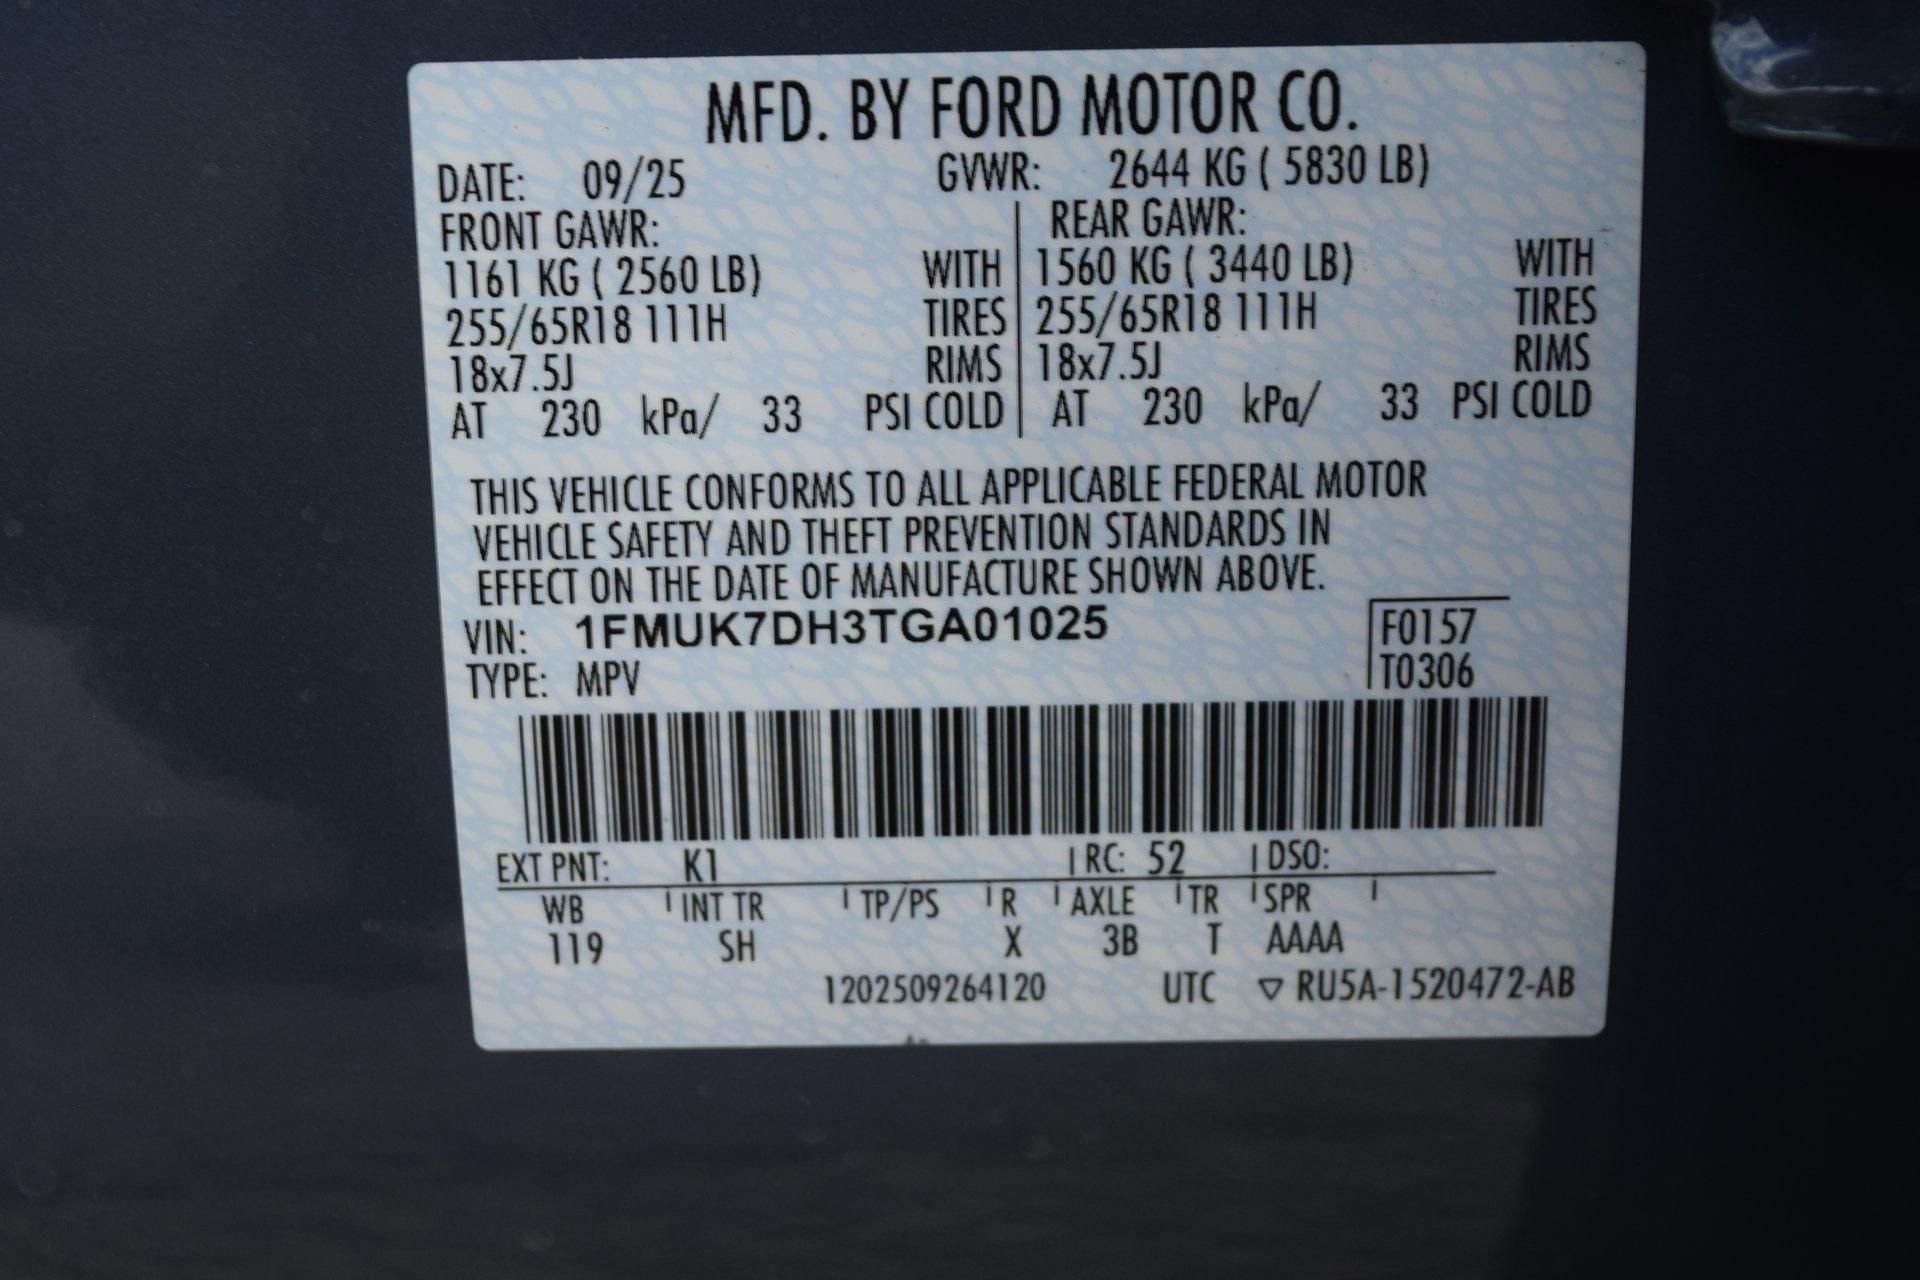 MFD. BY FORD MOTOR CO.
DATE: 09/25 GVWR: 2644 KG ( 5830 LB)
FRONT GAWR: REAR GAWR:
1161 KG ( 2560 LB) WITH 1560 KG ( 3440 LB) WITH
255/65R18 111H TIRES 255/65R18 111H TIRES
18x7.5J RIMS 18x7.5J RIMS
AT 230 kPa/ 33 PSI COLD AT 230 kPa/ 33 PSI COLD
THIS VEHICLE CONFORMS TO ALL APPLICABLE FEDERAL MOTOR
VEHICLE SAFETY AND THEFT PREVENTION STANDARDS IN
EFFECT ON THE DATE OF MANUFACTURE SHOWN ABOVE.
VIN: 1FMUK7DH3TGA01025 F0157
TYPE: MPV T0306
EXT PNT: K1 RC: 52 DSO:
WB INT TR TP/PS R AXLE TR SPR
119 SH X 3B T AAAA
1202509264120 UTC ▽ RU5A-1520472-AB